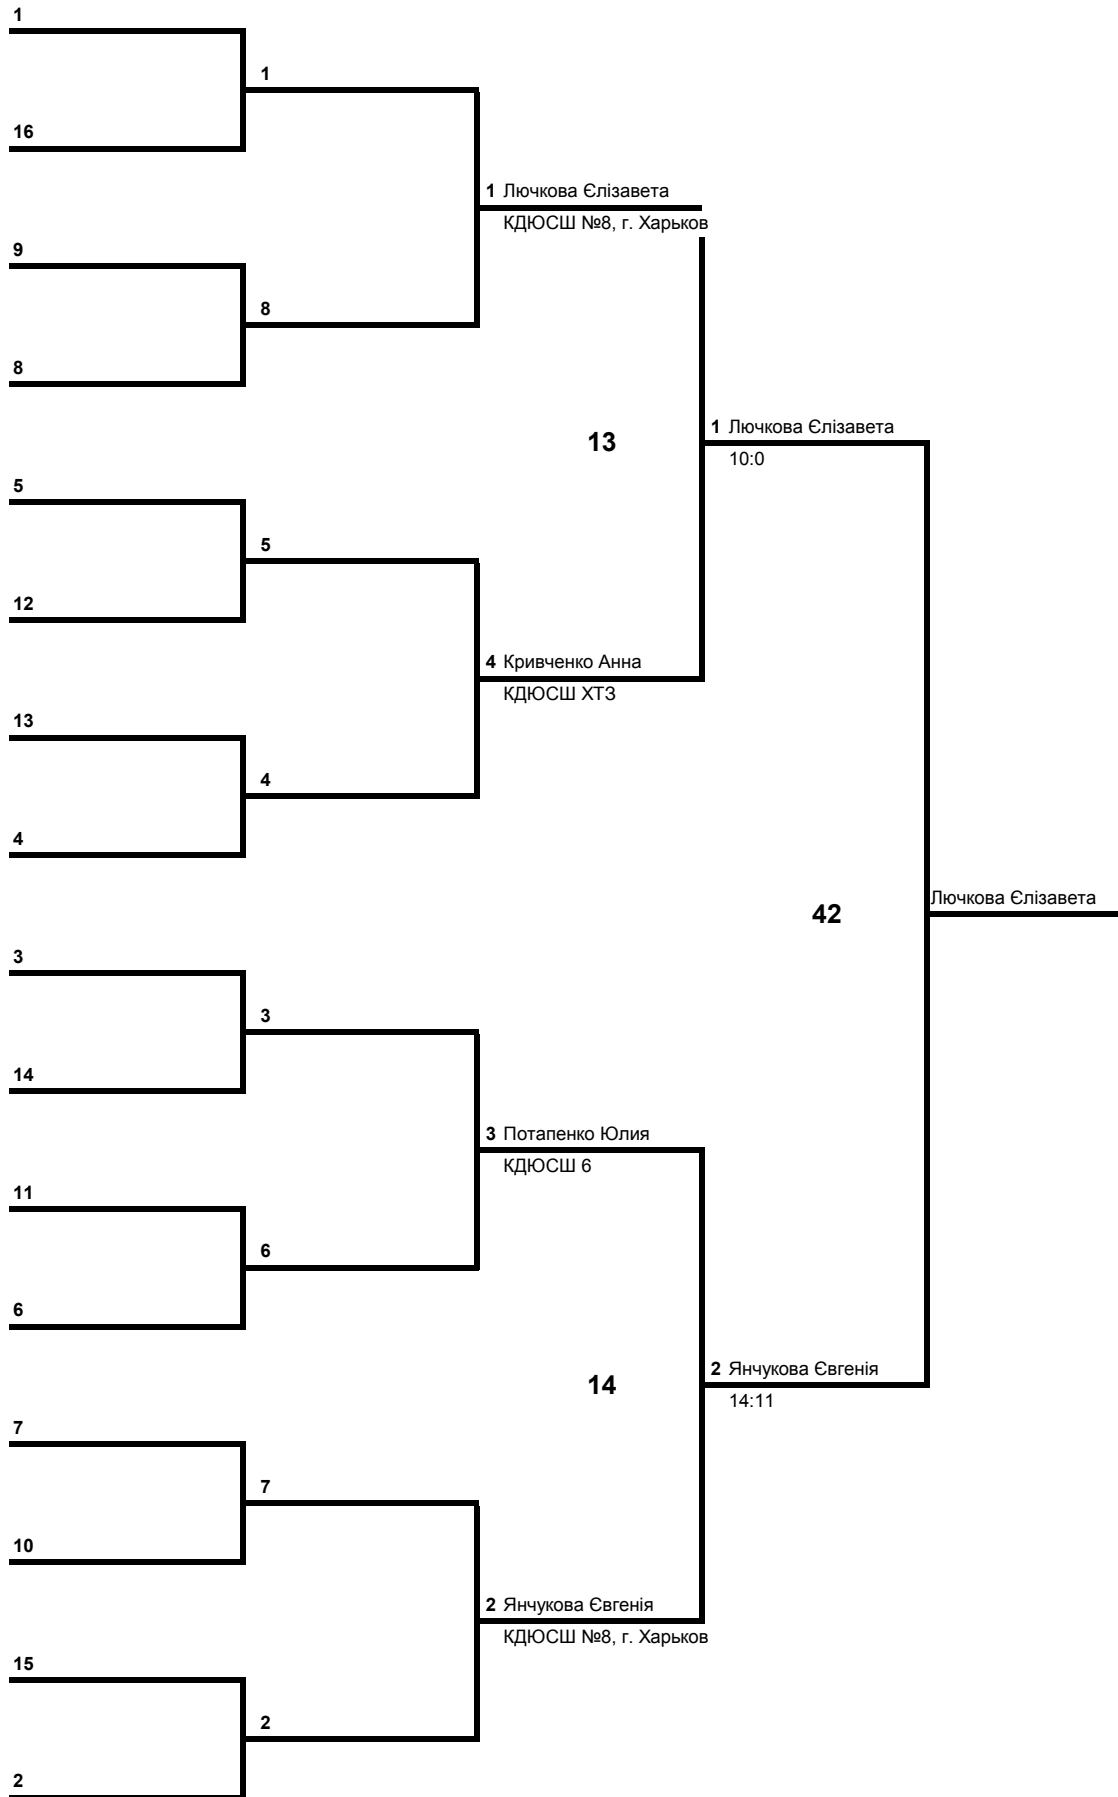 1
1
16
1 Лючкова Єлізавета
КДЮСШ №8, г. Харьков
9
8
8
1 Лючкова Єлізавета
13
10:0
5
5
12
4 Кривченко Анна
КДЮСШ ХТЗ
13
4
4
Лючкова Єлізавета
42
3
3
14
3 Потапенко Юлия
КДЮСШ 6
11
6
6
2 Янчукова Євгенія
14
14:11
7
7
10
2 Янчукова Євгенія
КДЮСШ №8, г. Харьков
15
2
2